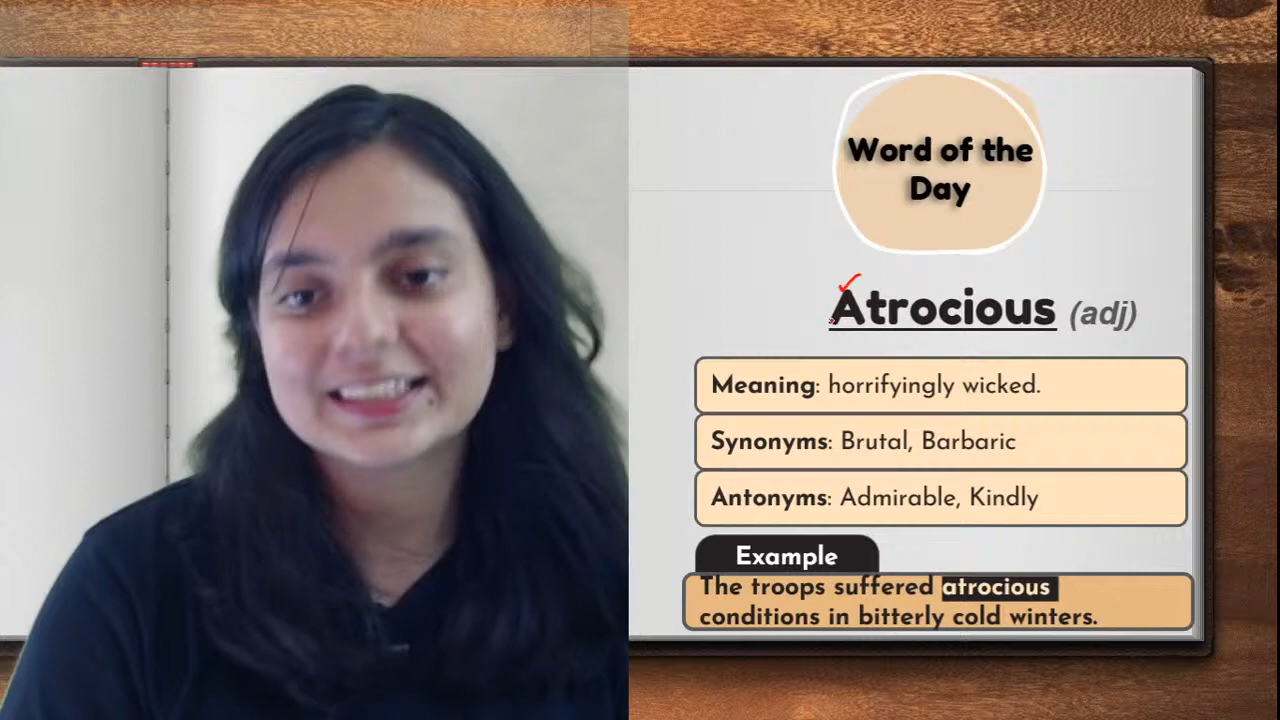 Word of the
Day
Atrocious (adj)
Meaning: horrifyingly wicked.
Synonyms: Brutal, Barbaric
Antonyms: Admirable, Kindly
Example
The troops suffered atrocious
conditions in bitterly cold winters.